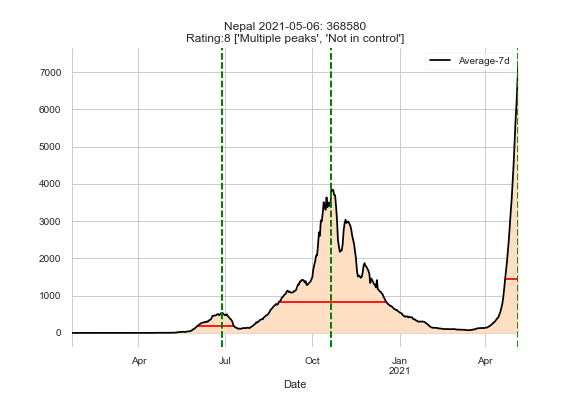 Nepal 2021-05-06: 368580
Rating:8 ['Multiple peaks', 'Not in control']
Average-7d
7000
6000
5000
4000
3000
2000
1000
0
Apr Jul Oct Jan Apr
2021
Date